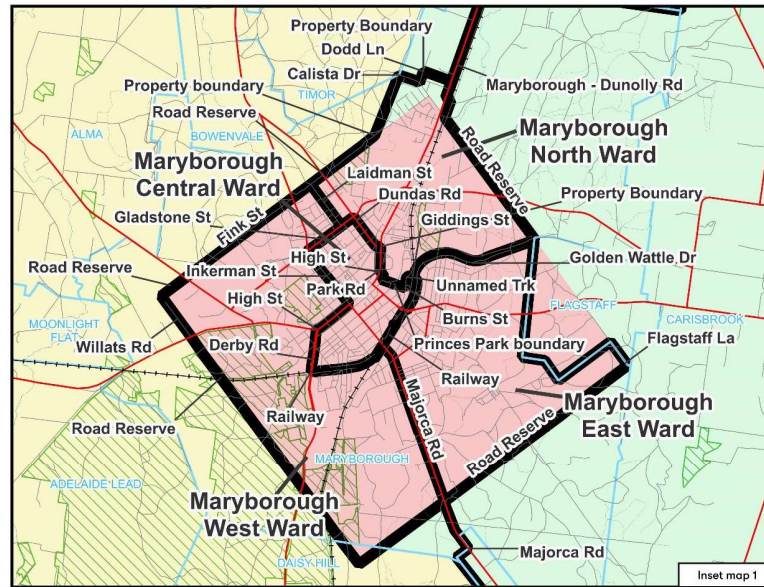 Property Boundary
Dodd Ln
Calista Dr
Maryborough - Dunolly Rd
Property boundary
TIMOR
Road Reserve
ALMA
BOWENVALE
Road Reserve
Maryborough
North Ward
Maryborough
Central Ward
Laidman St
Dundas Rd
Property Boundary
Gladstone St
Fink St
Giddings St
High St
Golden Wattle Dr
Road Reserve
Inkerman St
Park Rd
Unnamed Trk
High St
Burns St
FLAGSTAFF
CARISBROOK
MOONLIGHT
FLAT
Willats Rd
Derby Rd
Princes Park boundary
Flagstaff La
Railway
Railway
Majorca Rd
Maryborough
East Ward
Road Reserve
Road Reserve
MARYBOROUGH
ADELAIDE LEAD
Maryborough
West Ward
DAISY HILL
Majorca Rd
Inset map 1